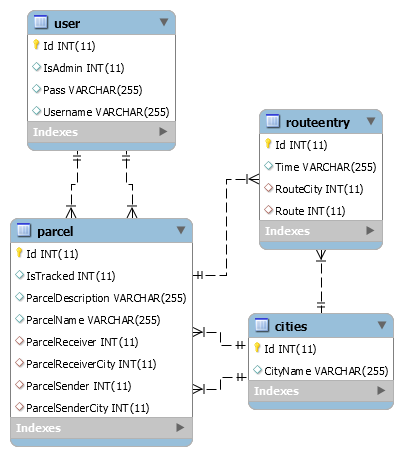 user
Id INT(11)
IsAdmin INT(11)
Pass VARCHAR(255)
Username VARCHAR(255)
Indexes
routeentry
Id INT(11)
Time VARCHAR(255)
RouteCity INT(11)
Route INT(11)
Indexes
parcel
Id INT(11)
IsTracked INT(11)
ParcelDescription VARCHAR(255)
ParcelName VARCHAR(255)
ParcelReceiver INT(11)
ParcelReceiverCity INT(11)
ParcelSender INT(11)
ParcelSenderCity INT(11)
Indexes
cities
Id INT(11)
CityName VARCHAR(255)
Indexes